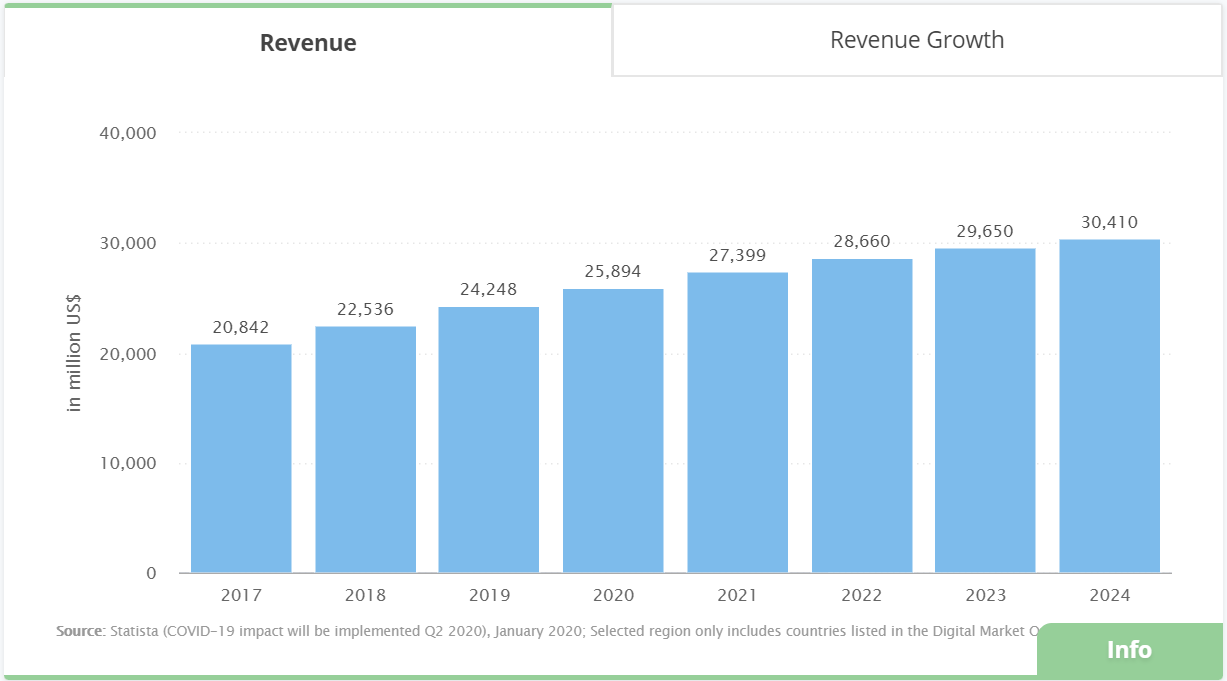 Revenue
Revenue Growth
in million US$
40,000
30,000
20,000
10,000
0
20,842
22,536
24,248
25,894
27,399
28,660
29,650
30,410
2017 2018 2019 2020 2021 2022 2023 2024
Source: Statista (COVID-19 impact will be implemented Q2 2020), January 2020; Selected region only includes countries listed in the Digital Market
Info